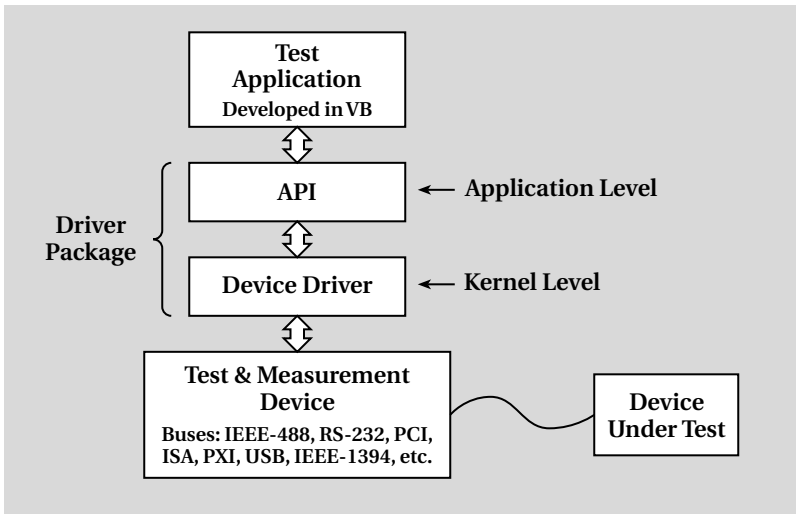 Test
Application
Developed in VB
API
Application Level
Driver
Package
Device Driver
Kernel Level
Test & Measurement
Device
Buses: IEEE-488, RS-232, PCI,
ISA, PXI, USB, IEEE-1394, etc.
Device
Under Test